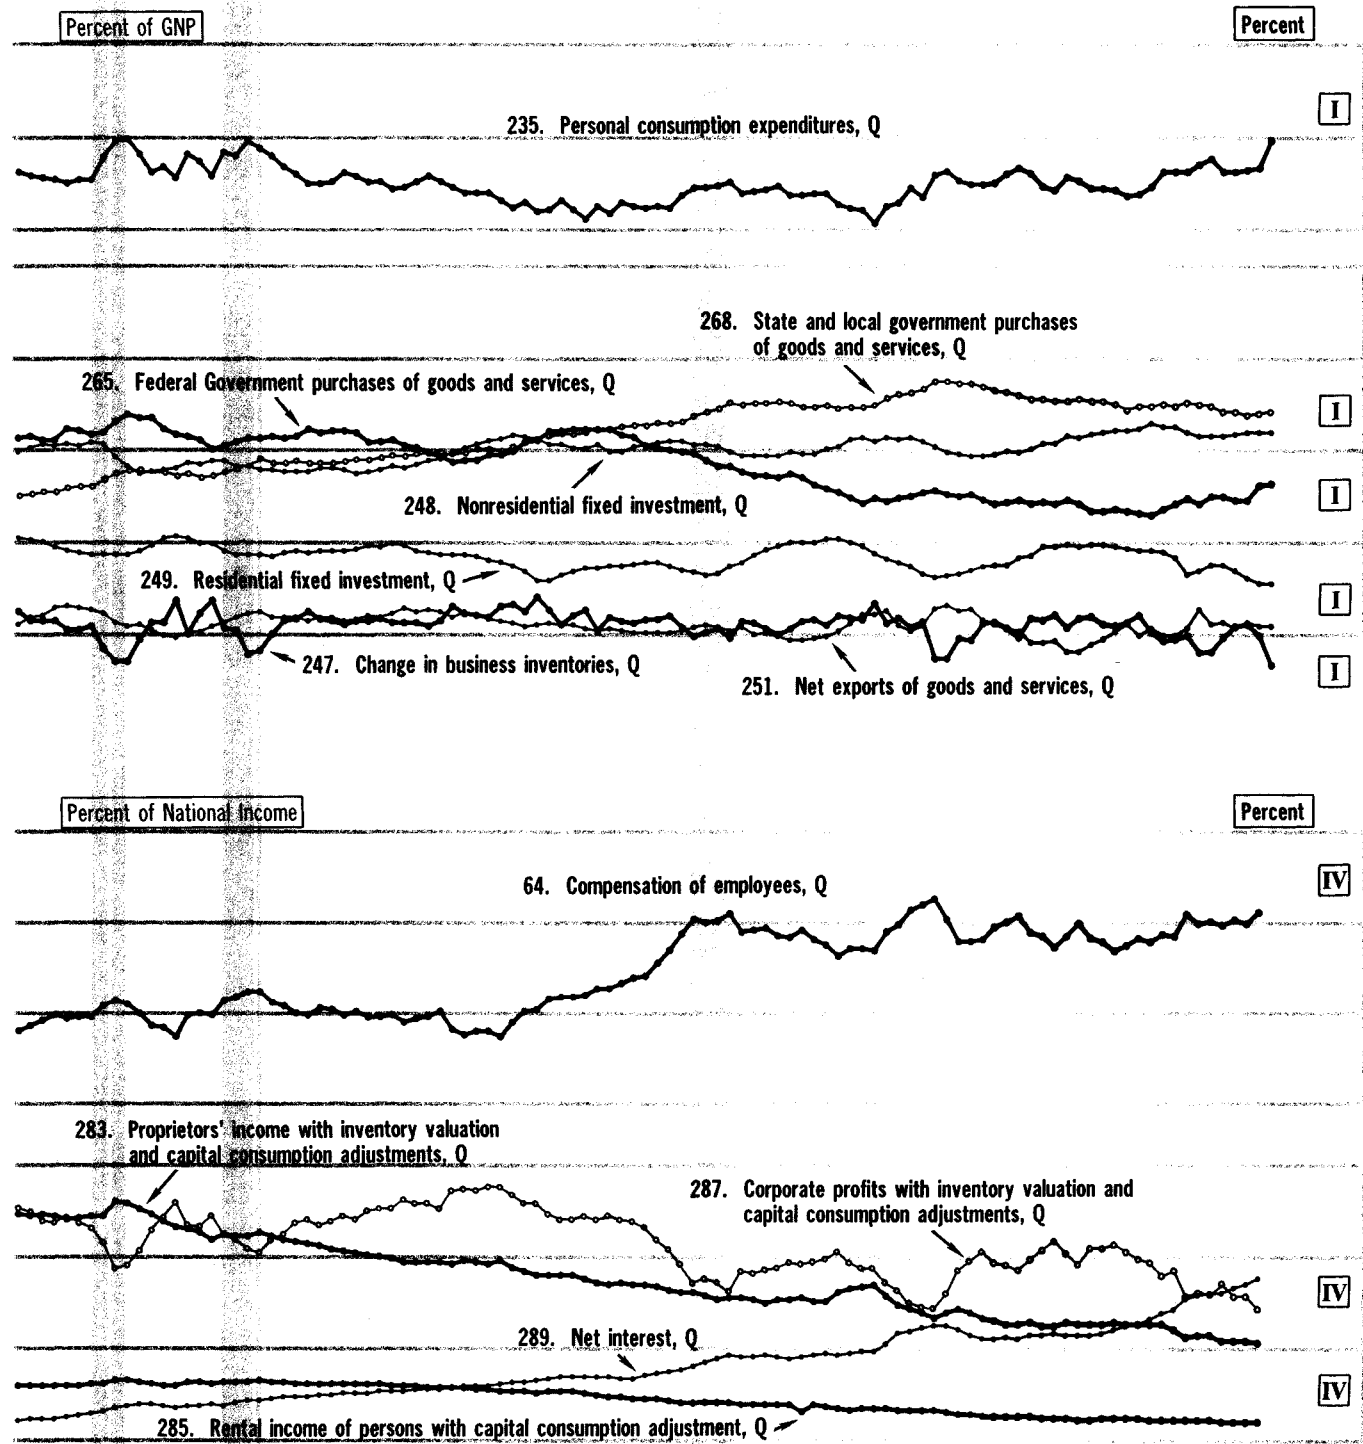 Percent of GNP
Percent
I
235. Personal consumption expenditures, Q
268. State and local government purchases
of goods and services, Q
265. Federal Government purchases of goods and services, Q
I
I
248. Nonresidential fixed investment, Q
249. Residential fixed investment, Q
I
247. Change in business inventories, Q
I
251. Net exports of goods and services, Q
Percent of National Income
Percent
IV
64. Compensation of employees, Q
283. Proprietors' income with inventory valuation
and capital consumption adjustments, Q
287. Corporate profits with inventory valuation and
capital consumption adjustments, Q
IV
289. Net interest, Q
IV
285. Rental income of persons with capital consumption adjustment, Q